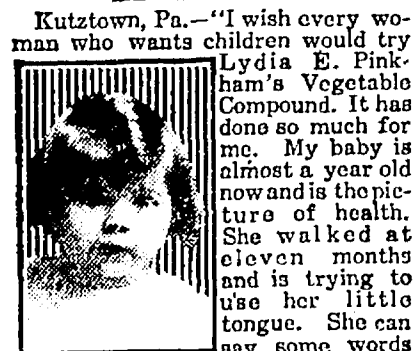 Kutztown, Pa.—"I wish every wo-
man who wants children would try
Lydia E. Pink-
ham's Vegetable
Compound. It has
done so much for
me. My baby is
almost a year old
now and is the pic-
ture of health.
She walked at
eleven months
and is trying to
use her little
tongue. She can
say some words